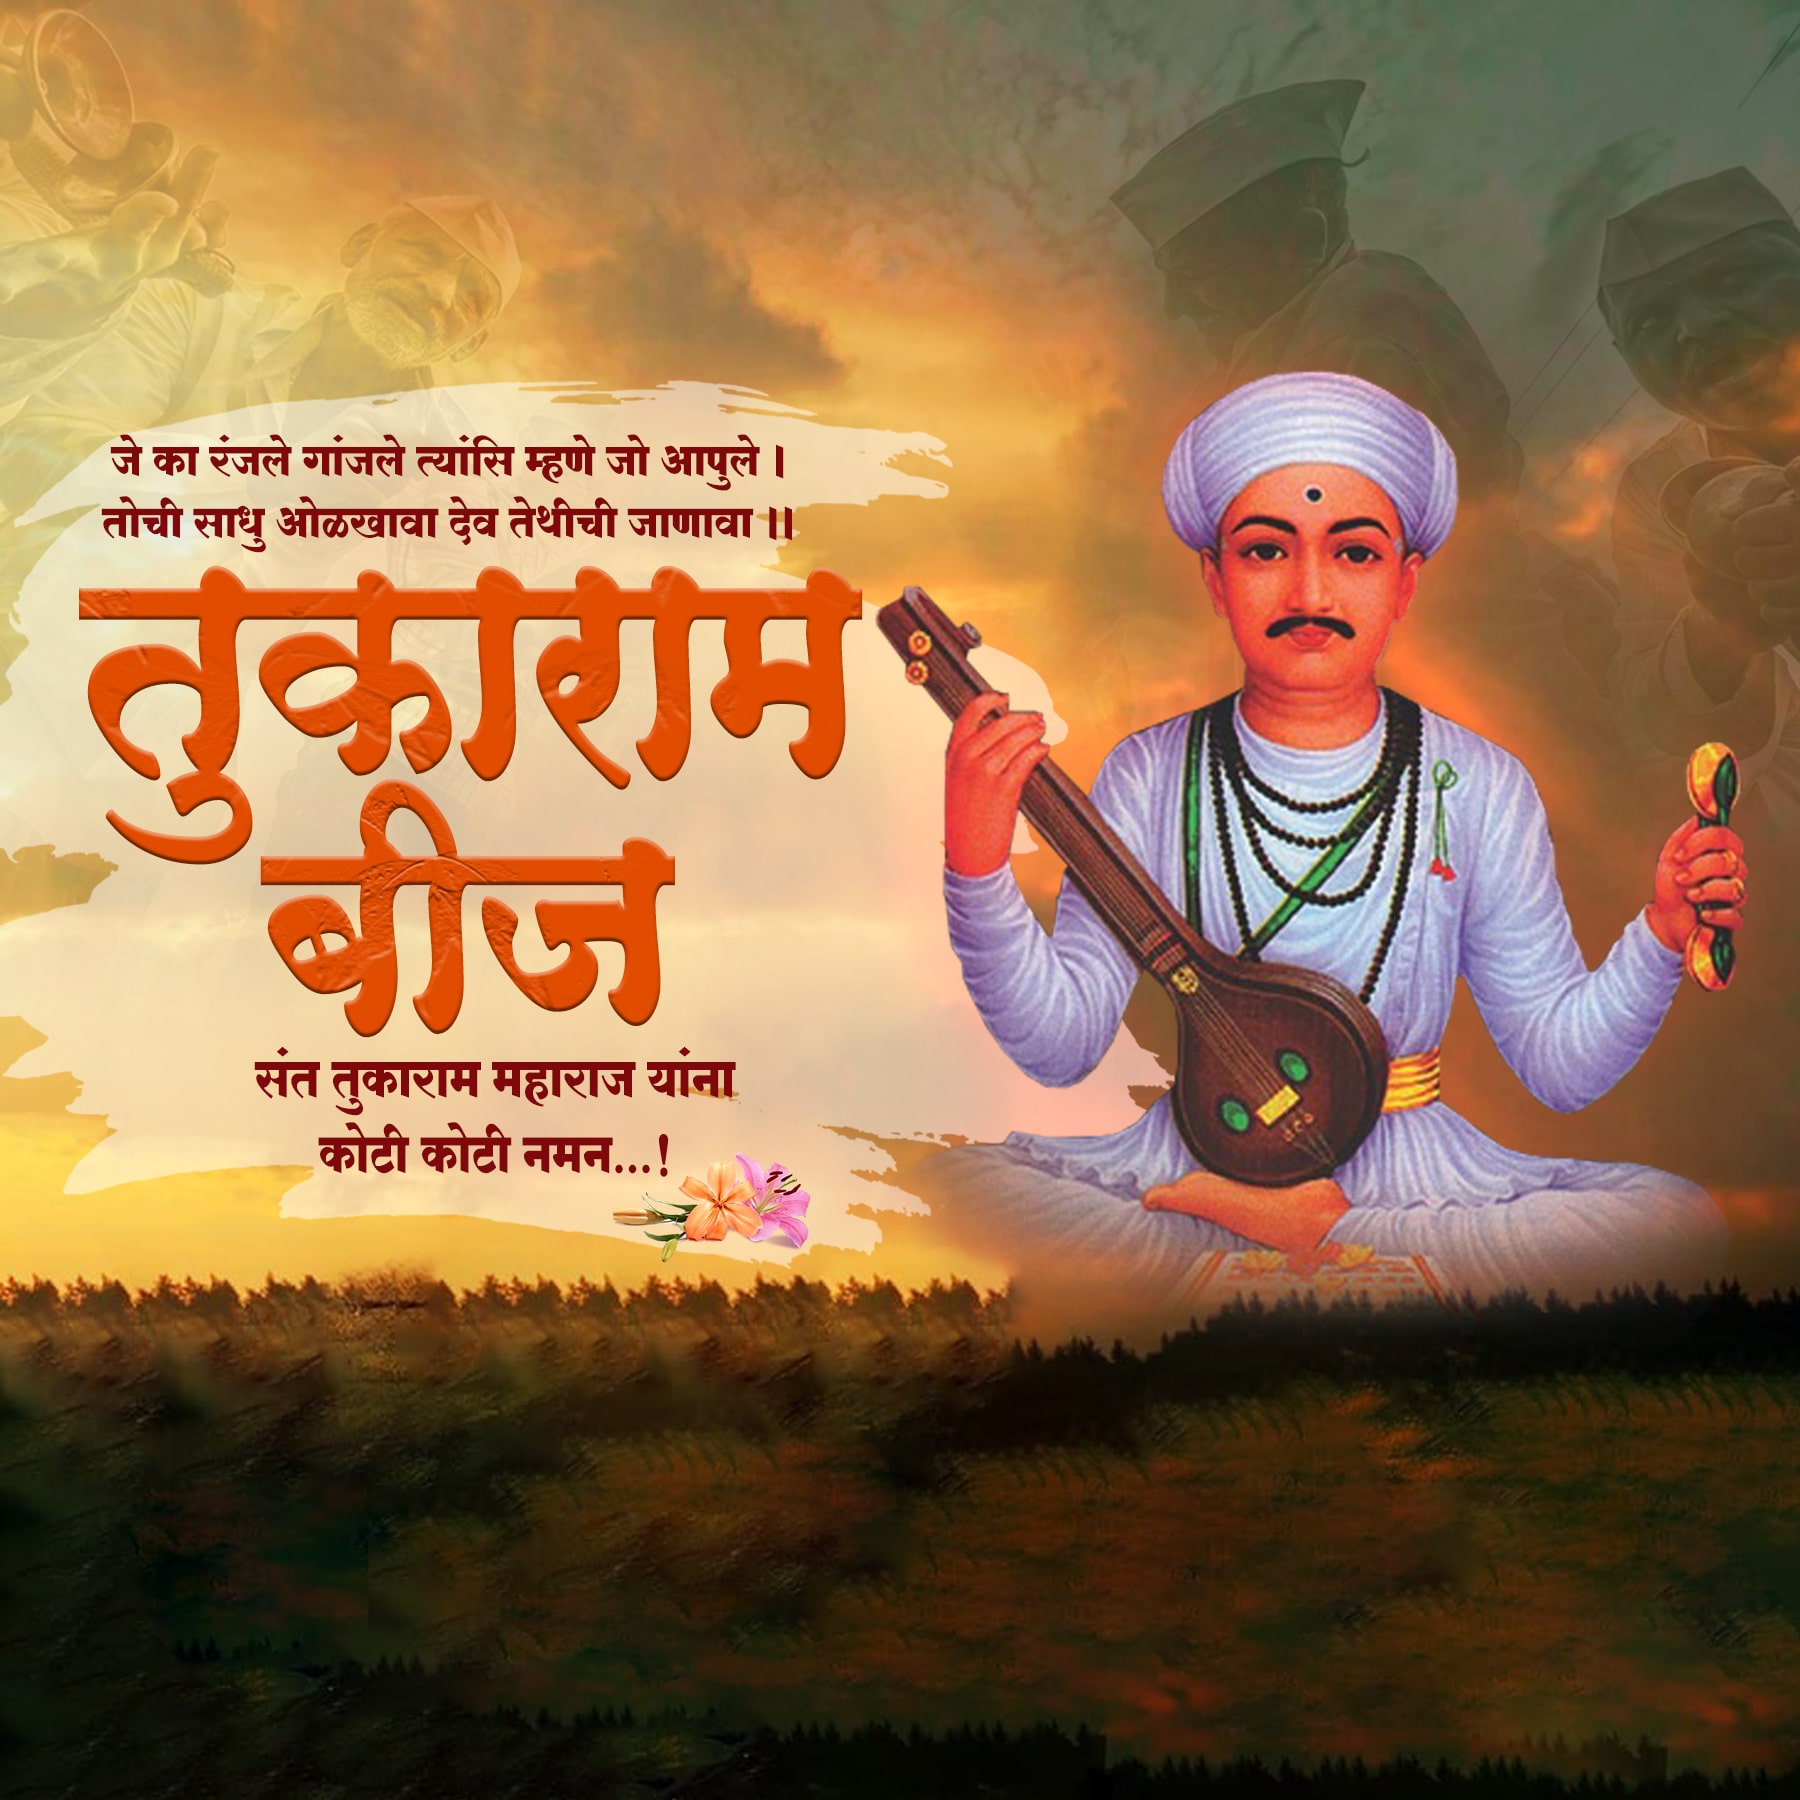 जे का रंजले गांजले त्यांसि म्हणे जो आपुले ।
तोची साधु ओळखावा देव तेथीची जाणावा ।।
तुकाराम
बीज
संत तुकाराम महाराज यांना
कोटी कोटी नमन...!